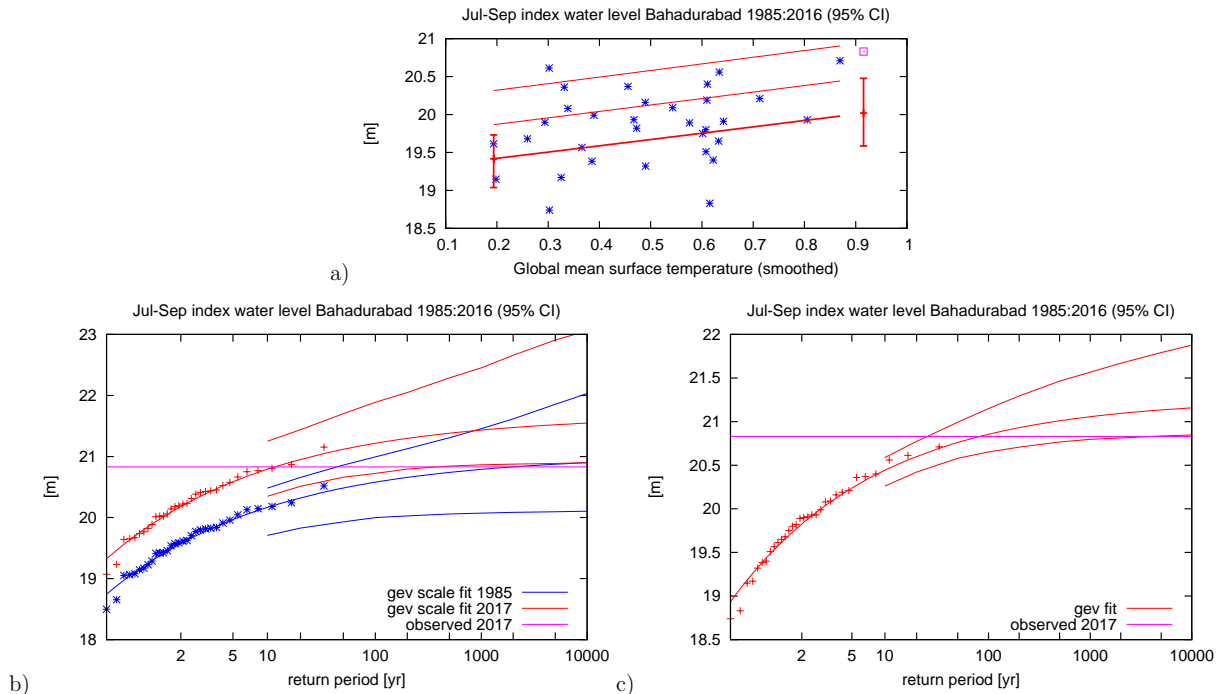 Jul-Sep index water level Bahadurabad 1985:2016 (95% CI)
21
20.5
20
19.5
19
18.5
[m]
0.1 0.2 0.3 0.4 0.5 0.6 0.7 0.8 0.9 1
Global mean surface temperature (smoothed)
a)
Jul-Sep index water level Bahadurabad 1985:2016 (95% CI)
23
22
21
20
19
18
[m]
gev scale fit 1985
gev scale fit 2017
observed 2017
2 5 10 100 1000 10000
return period [yr]
b)
Jul-Sep index water level Bahadurabad 1985:2016 (95% CI)
22
21.5
21
20.5
20
19.5
19
18.5
[m]
gev fit
observed 2017
2 5 10 100 1000 10000
return period [yr]
c)